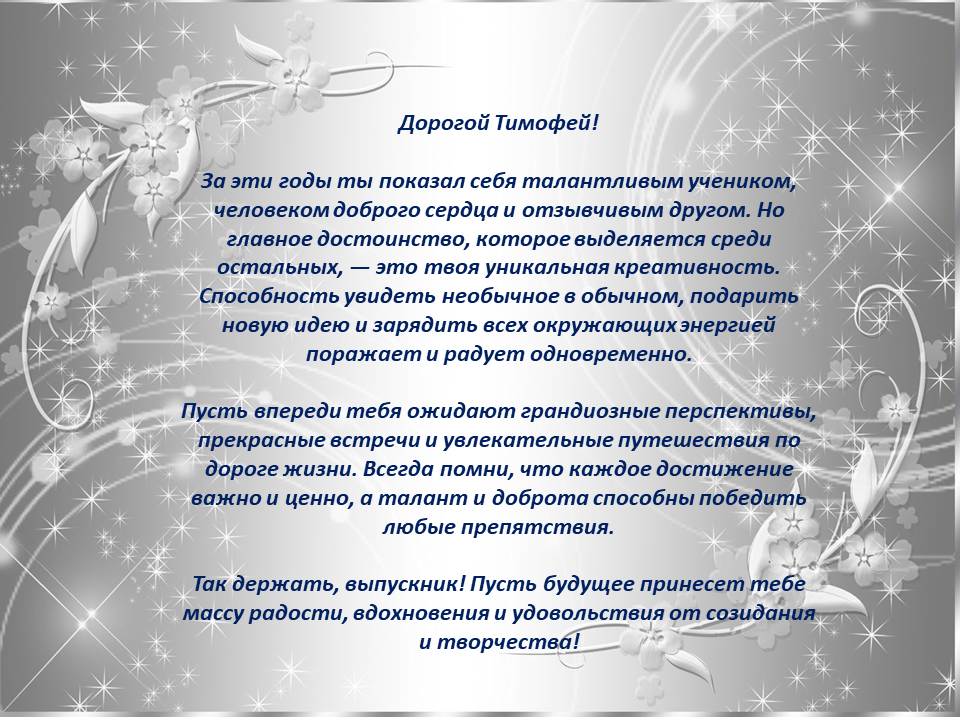 Дорогой Тимофей!
За эти годы ты показал себя талантливым учеником,
человеком доброго сердца и отзывчивым другом. Но
главное достоинство, которое выделяется среди
остальных, — это твоя уникальная креативность.
Способность увидеть необычное в обычном, подарить
новую идею и зарядить всех окружающих энергией
поражает и радует одновременно.
Пусть впереди тебя ожидают грандиозные перспективы,
прекрасные встречи и увлекательные путешествия по
дороге жизни. Всегда помни, что каждое достижение
важно и ценно, а талант и доброта способны победить
любые препятствия.
Так держать, выпускник! Пусть будущее принесет тебе
массу радости, вдохновения и удовольствия от созидания
и творчества!